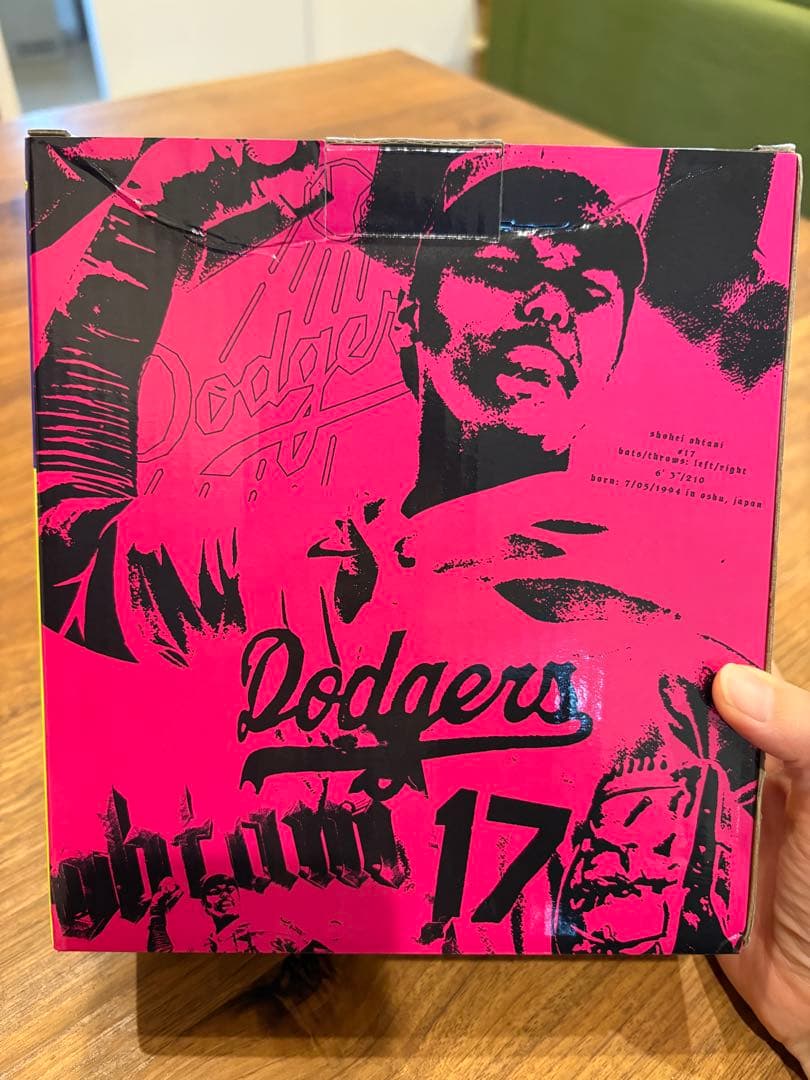 Dodgers
shohei ohtani
#17
bats/throws: left/right
6' 3"/210
born: 7/05/1994 in oshu, japan
Dodgers
ohtani 17